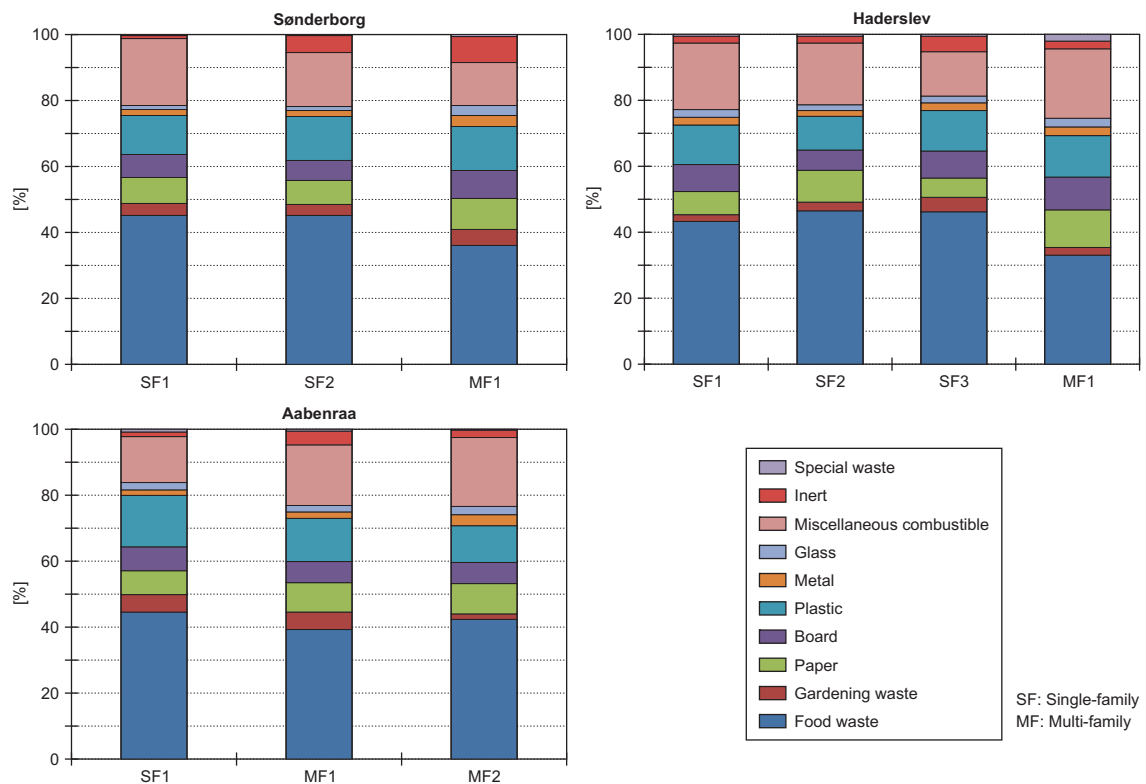 Sønderborg
[%]
100
80
60
40
20
0
SF1 SF2 MF1
Haderslev
[%]
100
80
60
40
20
0
SF1 SF2 SF3 MF1
Aabenraa
[%]
100
80
60
40
20
0
SF1 MF1 MF2
Special waste
Inert
Miscellaneous combustible
Glass
Metal
Plastic
Board
Paper
Gardening waste
Food waste
SF: Single-family
MF: Multi-family